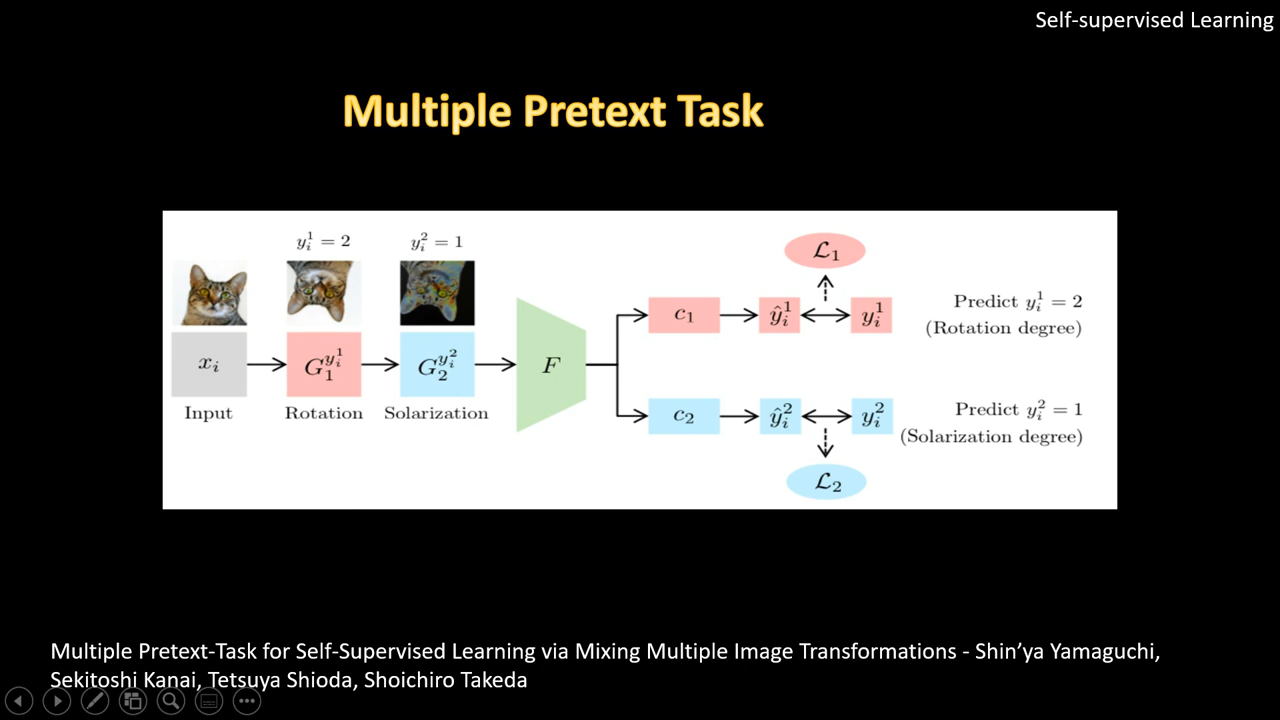 Self-supervised Learning
Multiple Pretext Task
y_i^1 = 2
y_i^2 = 1
x_i
G_1^{y_i^1}
G_2^{y_i^2}
F
Input
Rotation
Solarization
L_1
c_1
ŷ_i^1
y_i^1
Predict y_i^1 = 2
(Rotation degree)
c_2
ŷ_i^2
y_i^2
Predict y_i^2 = 1
(Solarization degree)
L_2
Multiple Pretext-Task for Self-Supervised Learning via Mixing Multiple Image Transformations - Shin’ya Yamaguchi,
Sekitoshi Kanai, Tetsuya Shioda, Shoichiro Takeda